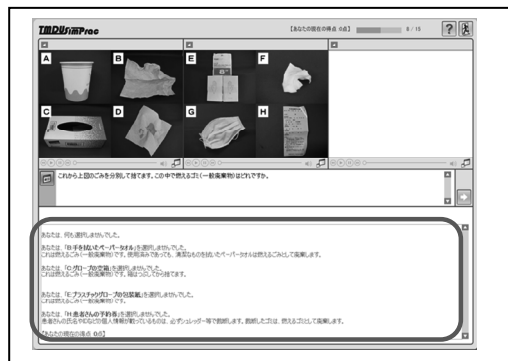 TMDUsimPrac
【あなたの現在の得点 0点】 8 / 15 ?
A B E F
C D G H
これから上図のごみを分別して捨てます。この中で燃えるゴミ(一般廃棄物)はどれですか。
あなたは、何も選択しませんでした。
あなたは、「B:手を拭いたペーパータオル」を選択しませんでした。
これは燃えるごみ(一般廃棄物)です。使用済みであっても、清潔なものを拭いたペーパータオルは燃えるごみとして廃棄します。
あなたは、「C:グローブの空箱」を選択しませんでした。
これは燃えるごみ(一般廃棄物)です。箱はつぶしてから捨てます。
あなたは、「E:プラスチックグローブの包装紙」を選択しませんでした。
これは燃えるごみ(一般廃棄物)です。
あなたは、「H:患者さんの予約表」を選択しませんでした。
患者さんの氏名やIDなどの個人情報が載っているものは、必ずシュレッダー等で裁断します。裁断したゴミは、燃えるゴミとして廃棄します。
【あなたの現在の得点 0点】